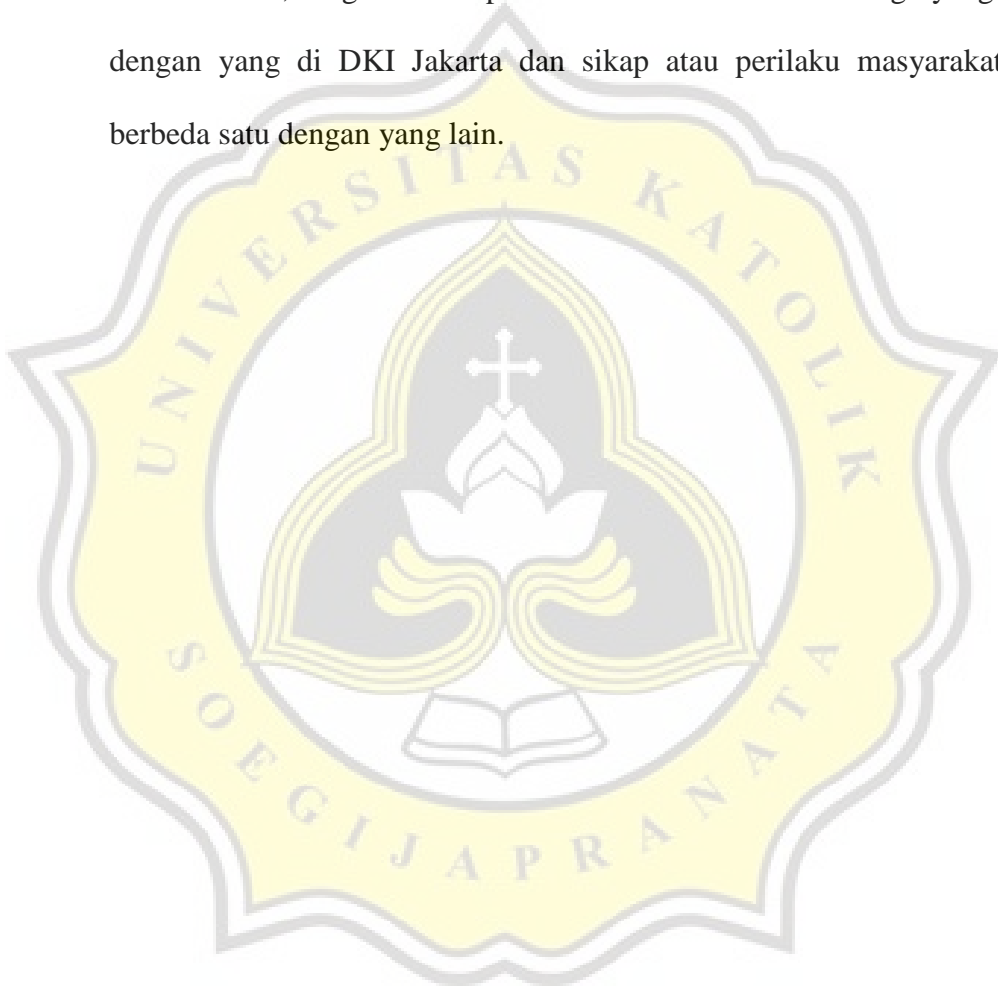 dengan yang di DKI Jakarta dan sikap atau perilaku masyarakat
berbeda satu dengan yang lain.
UNIVERSITAS KATOLIK
SOEGIJAPRANATA